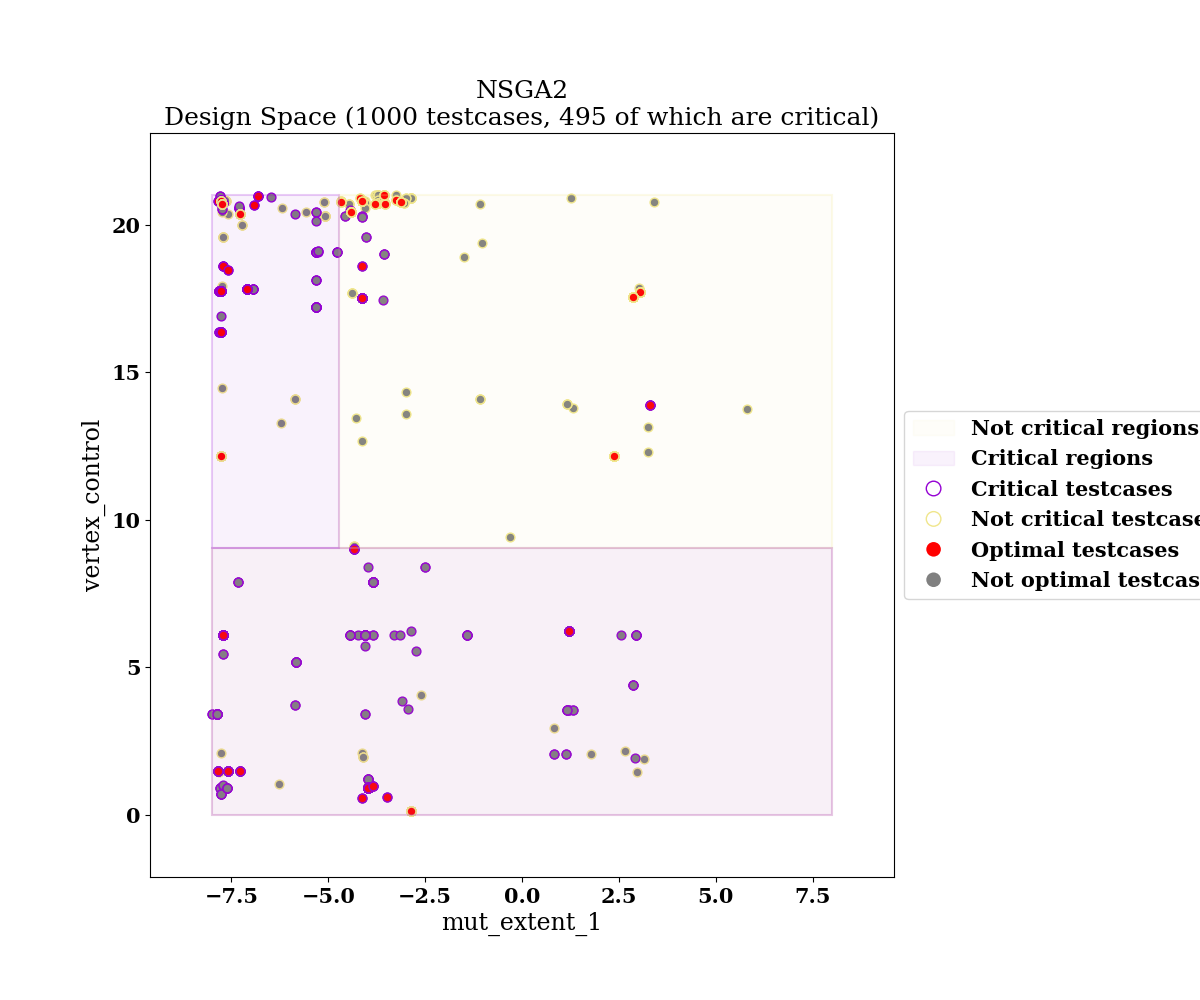 NSGA2
Design Space (1000 testcases, 495 of which are critical)
vertex_control
20
15
10
5
0
−7.5
−5.0
−2.5
0.0
2.5
5.0
7.5
mut_extent_1
Not critical regions
Critical regions
Critical testcases
Not critical testcase
Optimal testcases
Not optimal testcas